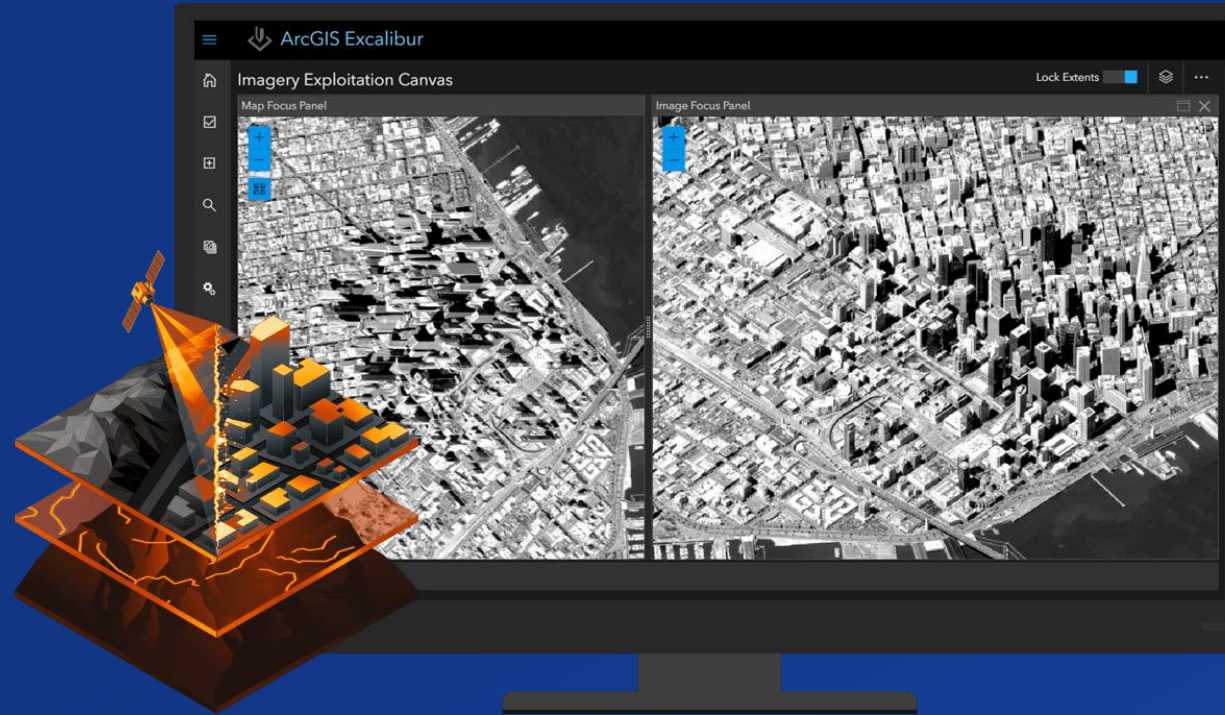 ArcGIS Excalibur
Imagery Exploitation Canvas
Lock Extents
Map Focus Panel
Image Focus Panel